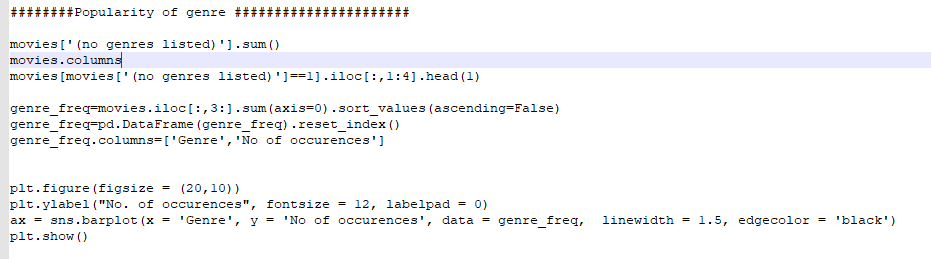 ########Popularity of genre ######################
movies['(no genres listed)'].sum()
movies.columns
movies[movies['(no genres listed)']==1].iloc[:,1:4].head(1)
genre_freq=movies.iloc[:,3:].sum(axis=0).sort_values(ascending=False)
genre_freq=pd.DataFrame(genre_freq).reset_index()
genre_freq.columns=['Genre','No of occurences']
plt.figure(figsize = (20,10))
plt.ylabel("No. of occurences", fontsize = 12, labelpad = 0)
ax = sns.barplot(x = 'Genre', y = 'No of occurences', data = genre_freq,  linewidth = 1.5, edgecolor = 'black')
plt.show()